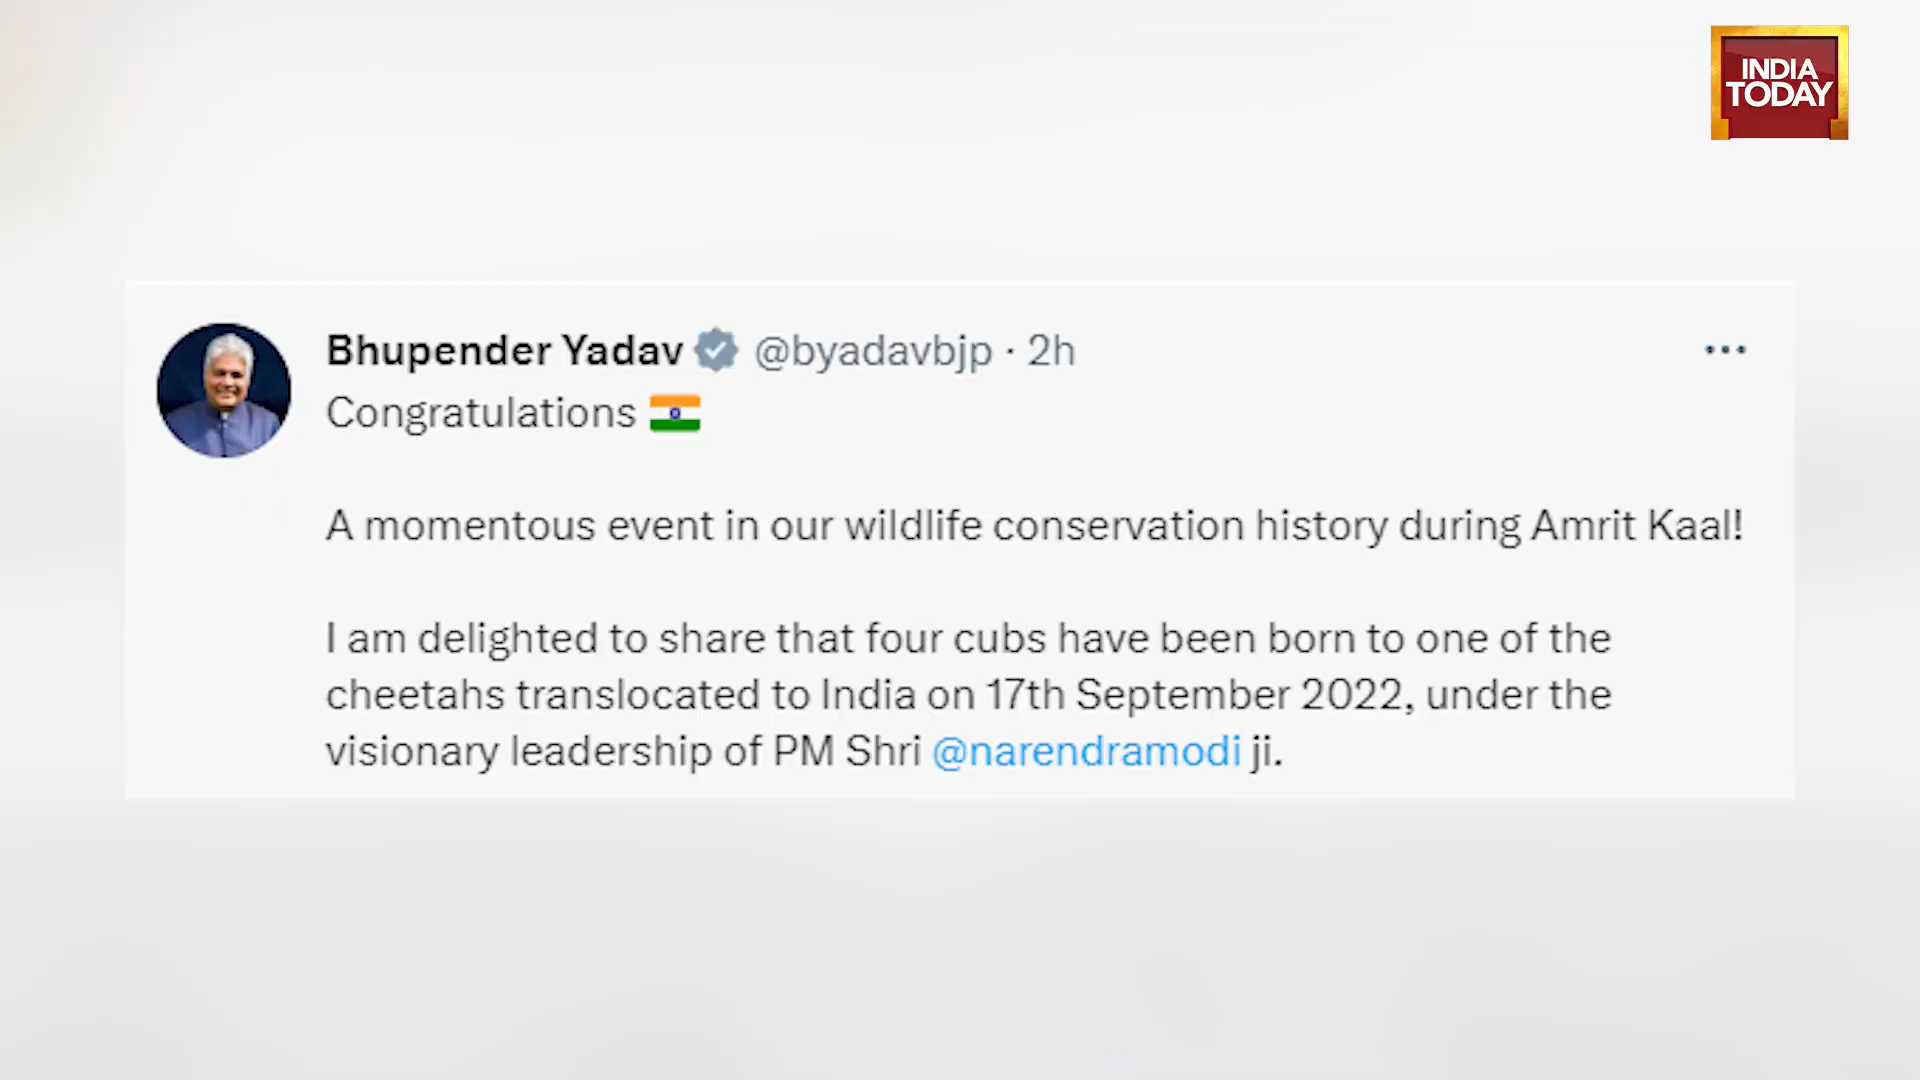 INDIA
TODAY
Bhupender Yadav @byadavbjp · 2h
Congratulations 🇮🇳
A momentous event in our wildlife conservation history during Amrit Kaal!
I am delighted to share that four cubs have been born to one of the
cheetahs translocated to India on 17th September 2022, under the
visionary leadership of PM Shri @narendramodi ji.